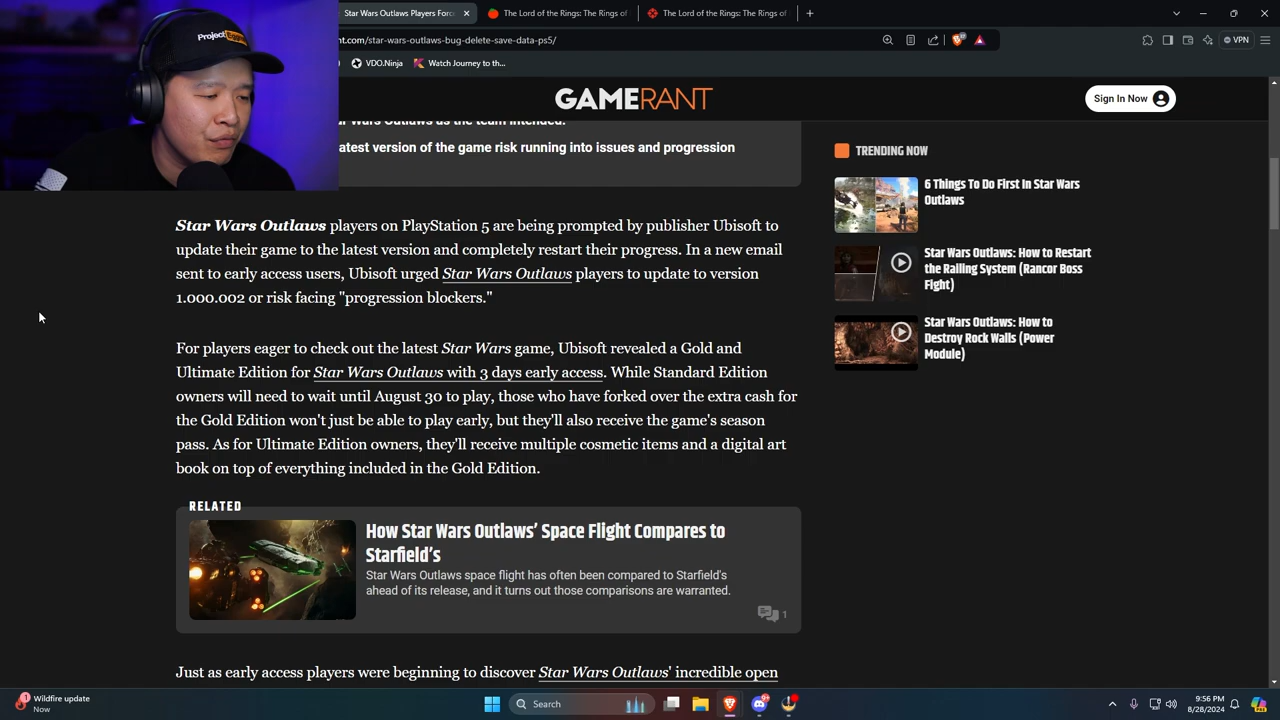 Project
Star Wars Outlaws Players Forc
The Lord of the Rings: The Rings of
The Lord of the Rings: The Rings of
nt.com/star-wars-outlaws-bug-delete-save-data-ps5/
VPN
VDO.Ninja
Watch Journey to the...
GAMERANT
Sign In Now
r Wars Outlaws as the team intended.
atest version of the game risk running into issues and progression
TRENDING NOW
6 Things To Do First In Star Wars
Outlaws
Star Wars Outlaws: How to Restart
the Railing System (Rancor Boss
Fight)
Star Wars Outlaws: How to
Destroy Rock Walls (Power
Module)
Star Wars Outlaws players on PlayStation 5 are being prompted by publisher Ubisoft to
update their game to the latest version and completely restart their progress. In a new email
sent to early access users, Ubisoft urged Star Wars Outlaws players to update to version
1.000.002 or risk facing "progression blockers."
For players eager to check out the latest Star Wars game, Ubisoft revealed a Gold and
Ultimate Edition for Star Wars Outlaws with 3 days early access. While Standard Edition
owners will need to wait until August 30 to play, those who have forked over the extra cash for
the Gold Edition won't just be able to play early, but they'll also receive the game's season
pass. As for Ultimate Edition owners, they'll receive multiple cosmetic items and a digital art
book on top of everything included in the Gold Edition.
RELATED
How Star Wars Outlaws' Space Flight Compares to
Starfield's
Star Wars Outlaws space flight has often been compared to Starfield's
ahead of its release, and it turns out those comparisons are warranted.
1
Just as early access players were beginning to discover Star Wars Outlaws' incredible open
1
Wildfire update
Now
Search
9:56 PM
8/28/2024